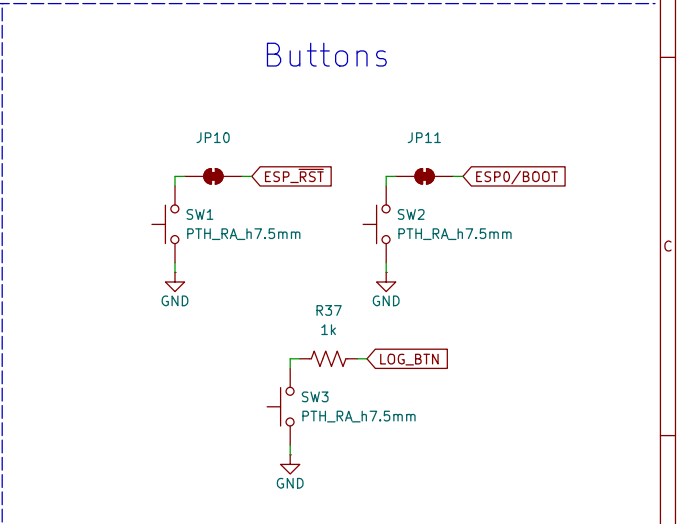 Buttons
JP10
JP11
ESP_RST
ESP0/BOOT
SW1
PTH_RA_h7.5mm
SW2
PTH_RA_h7.5mm
GND
GND
R37
1k
LOG_BTN
SW3
PTH_RA_h7.5mm
GND
C